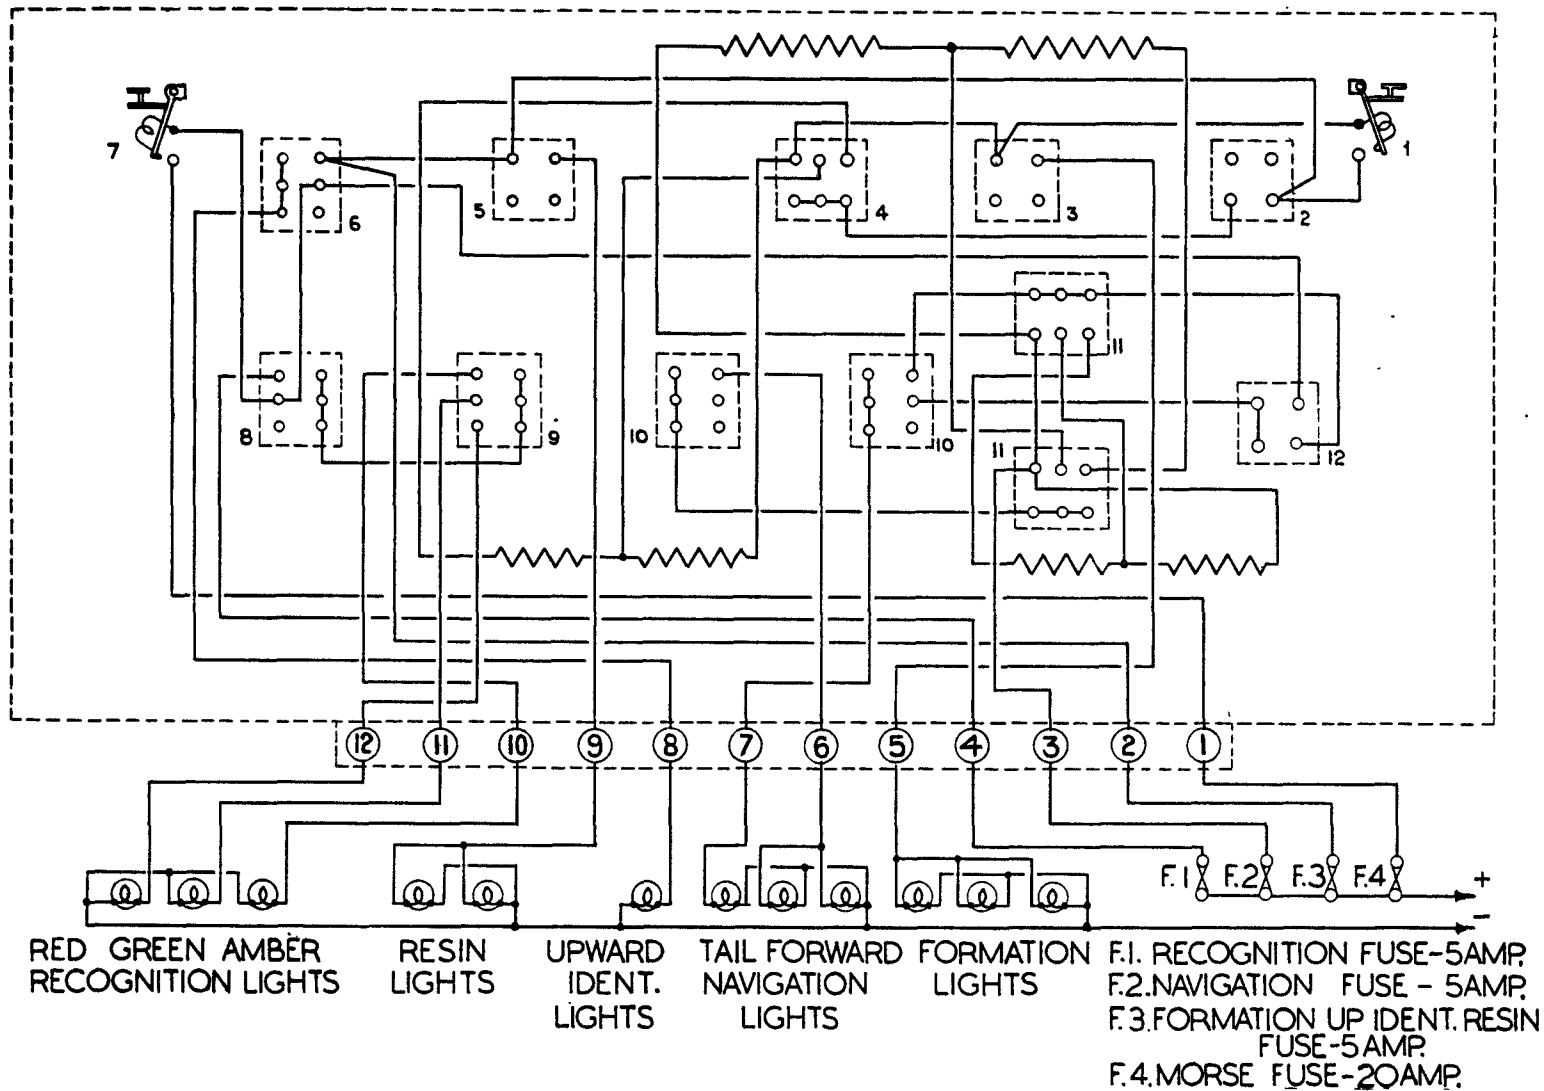 7
1
6
5
4
3
2
11
8
9
10
10
11
12
12 11 10 9 8 7 6 5 4 3 2 1
F.1 F.2 F.3 F.4 +
−
RED GREEN AMBER
RECOGNITION LIGHTS
RESIN
LIGHTS
UPWARD
IDENT.
LIGHTS
TAIL FORWARD
NAVIGATION
LIGHTS
FORMATION
LIGHTS
F.1. RECOGNITION FUSE-5AMP.
F.2. NAVIGATION FUSE - 5AMP.
F.3. FORMATION UP IDENT. RESIN
FUSE-5AMP.
F.4. MORSE FUSE-20AMP.